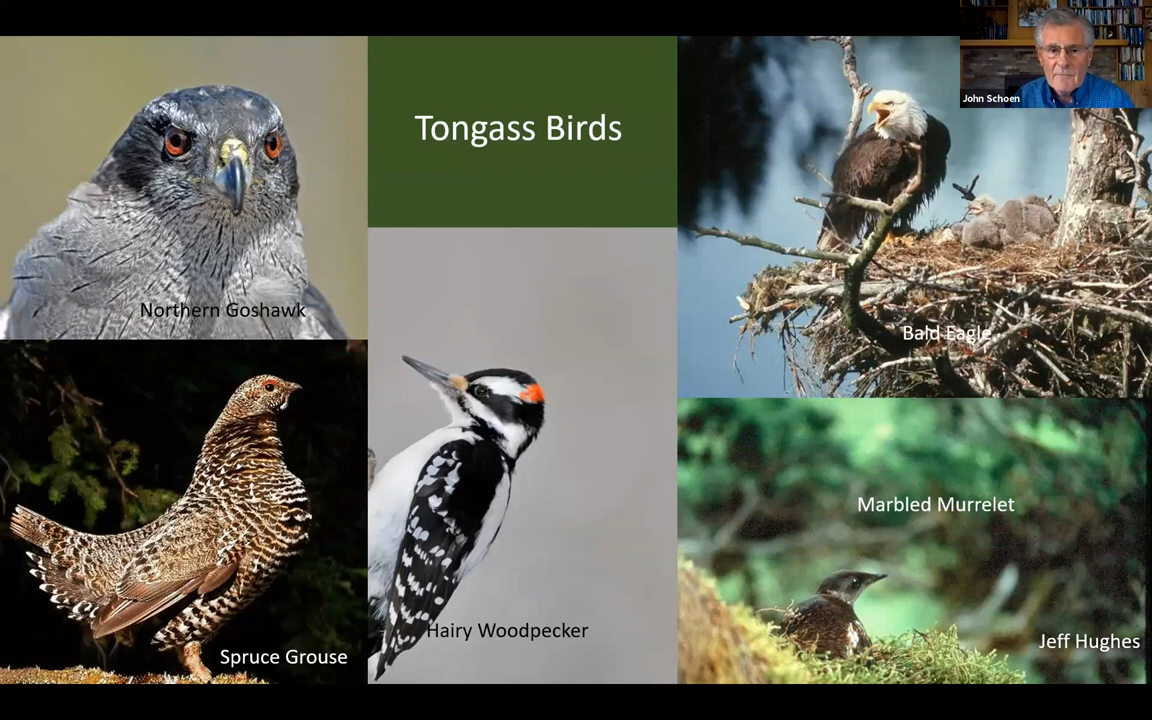 John Schoen
Tongass Birds
Northern Goshawk
Bald Eagle
Marbled Murrelet
Hairy Woodpecker
Jeff Hughes
Spruce Grouse